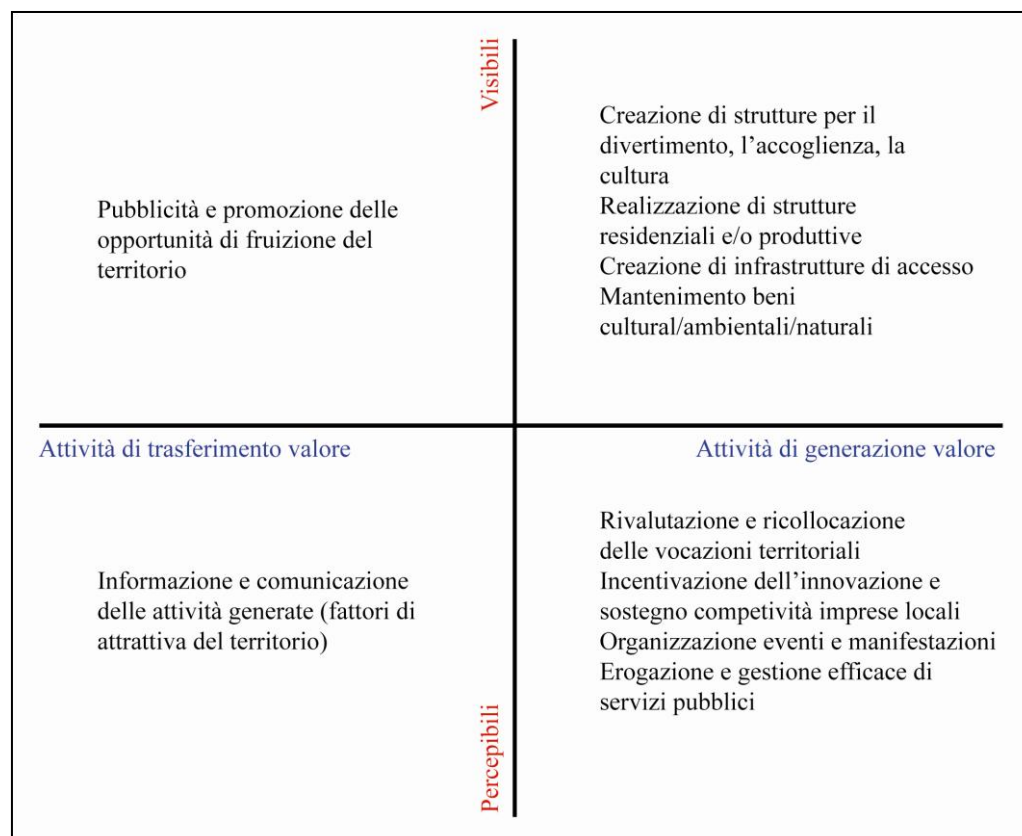 Visibili
Pubblicità e promozione delle
opportunità di fruizione del
territorio
Creazione di strutture per il
divertimento, l’accoglienza, la
cultura
Realizzazione di strutture
residenziali e/o produttive
Creazione di infrastrutture di accesso
Mantenimento beni
cultural/ambientali/naturali
Attività di trasferimento valore
Attività di generazione valore
Informazione e comunicazione
delle attività generate (fattori di
attrattiva del territorio)
Rivalutazione e ricollocazione
delle vocazioni territoriali
Incentivazione dell’innovazione e
sostegno competività imprese locali
Organizzazione eventi e manifestazioni
Erogazione e gestione efficace di
servizi pubblici
Percepibili